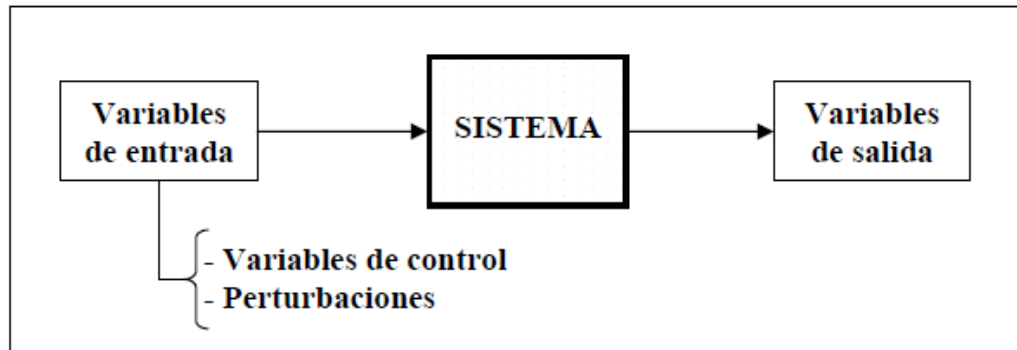 Variables
de entrada
SISTEMA
Variables
de salida
- Variables de control
- Perturbaciones